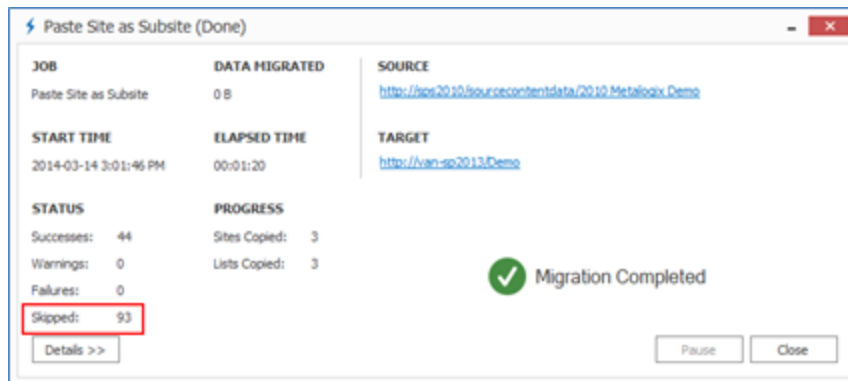 Paste Site as Subsite (Done)
JOB DATA MIGRATED SOURCE
Paste Site as Subsite 0 B http://sps2010/sourcecontentdata/2010 Metalogix Demo
START TIME ELAPSED TIME TARGET
2014-03-14 3:01:46 PM 00:01:20 http://van-sp2013/Demo
STATUS PROGRESS
Successes: 44 Sites Copied: 3
Warnings: 0 Lists Copied: 3
Failures: 0 Migration Completed
Skipped: 93
Details >> Pause Close